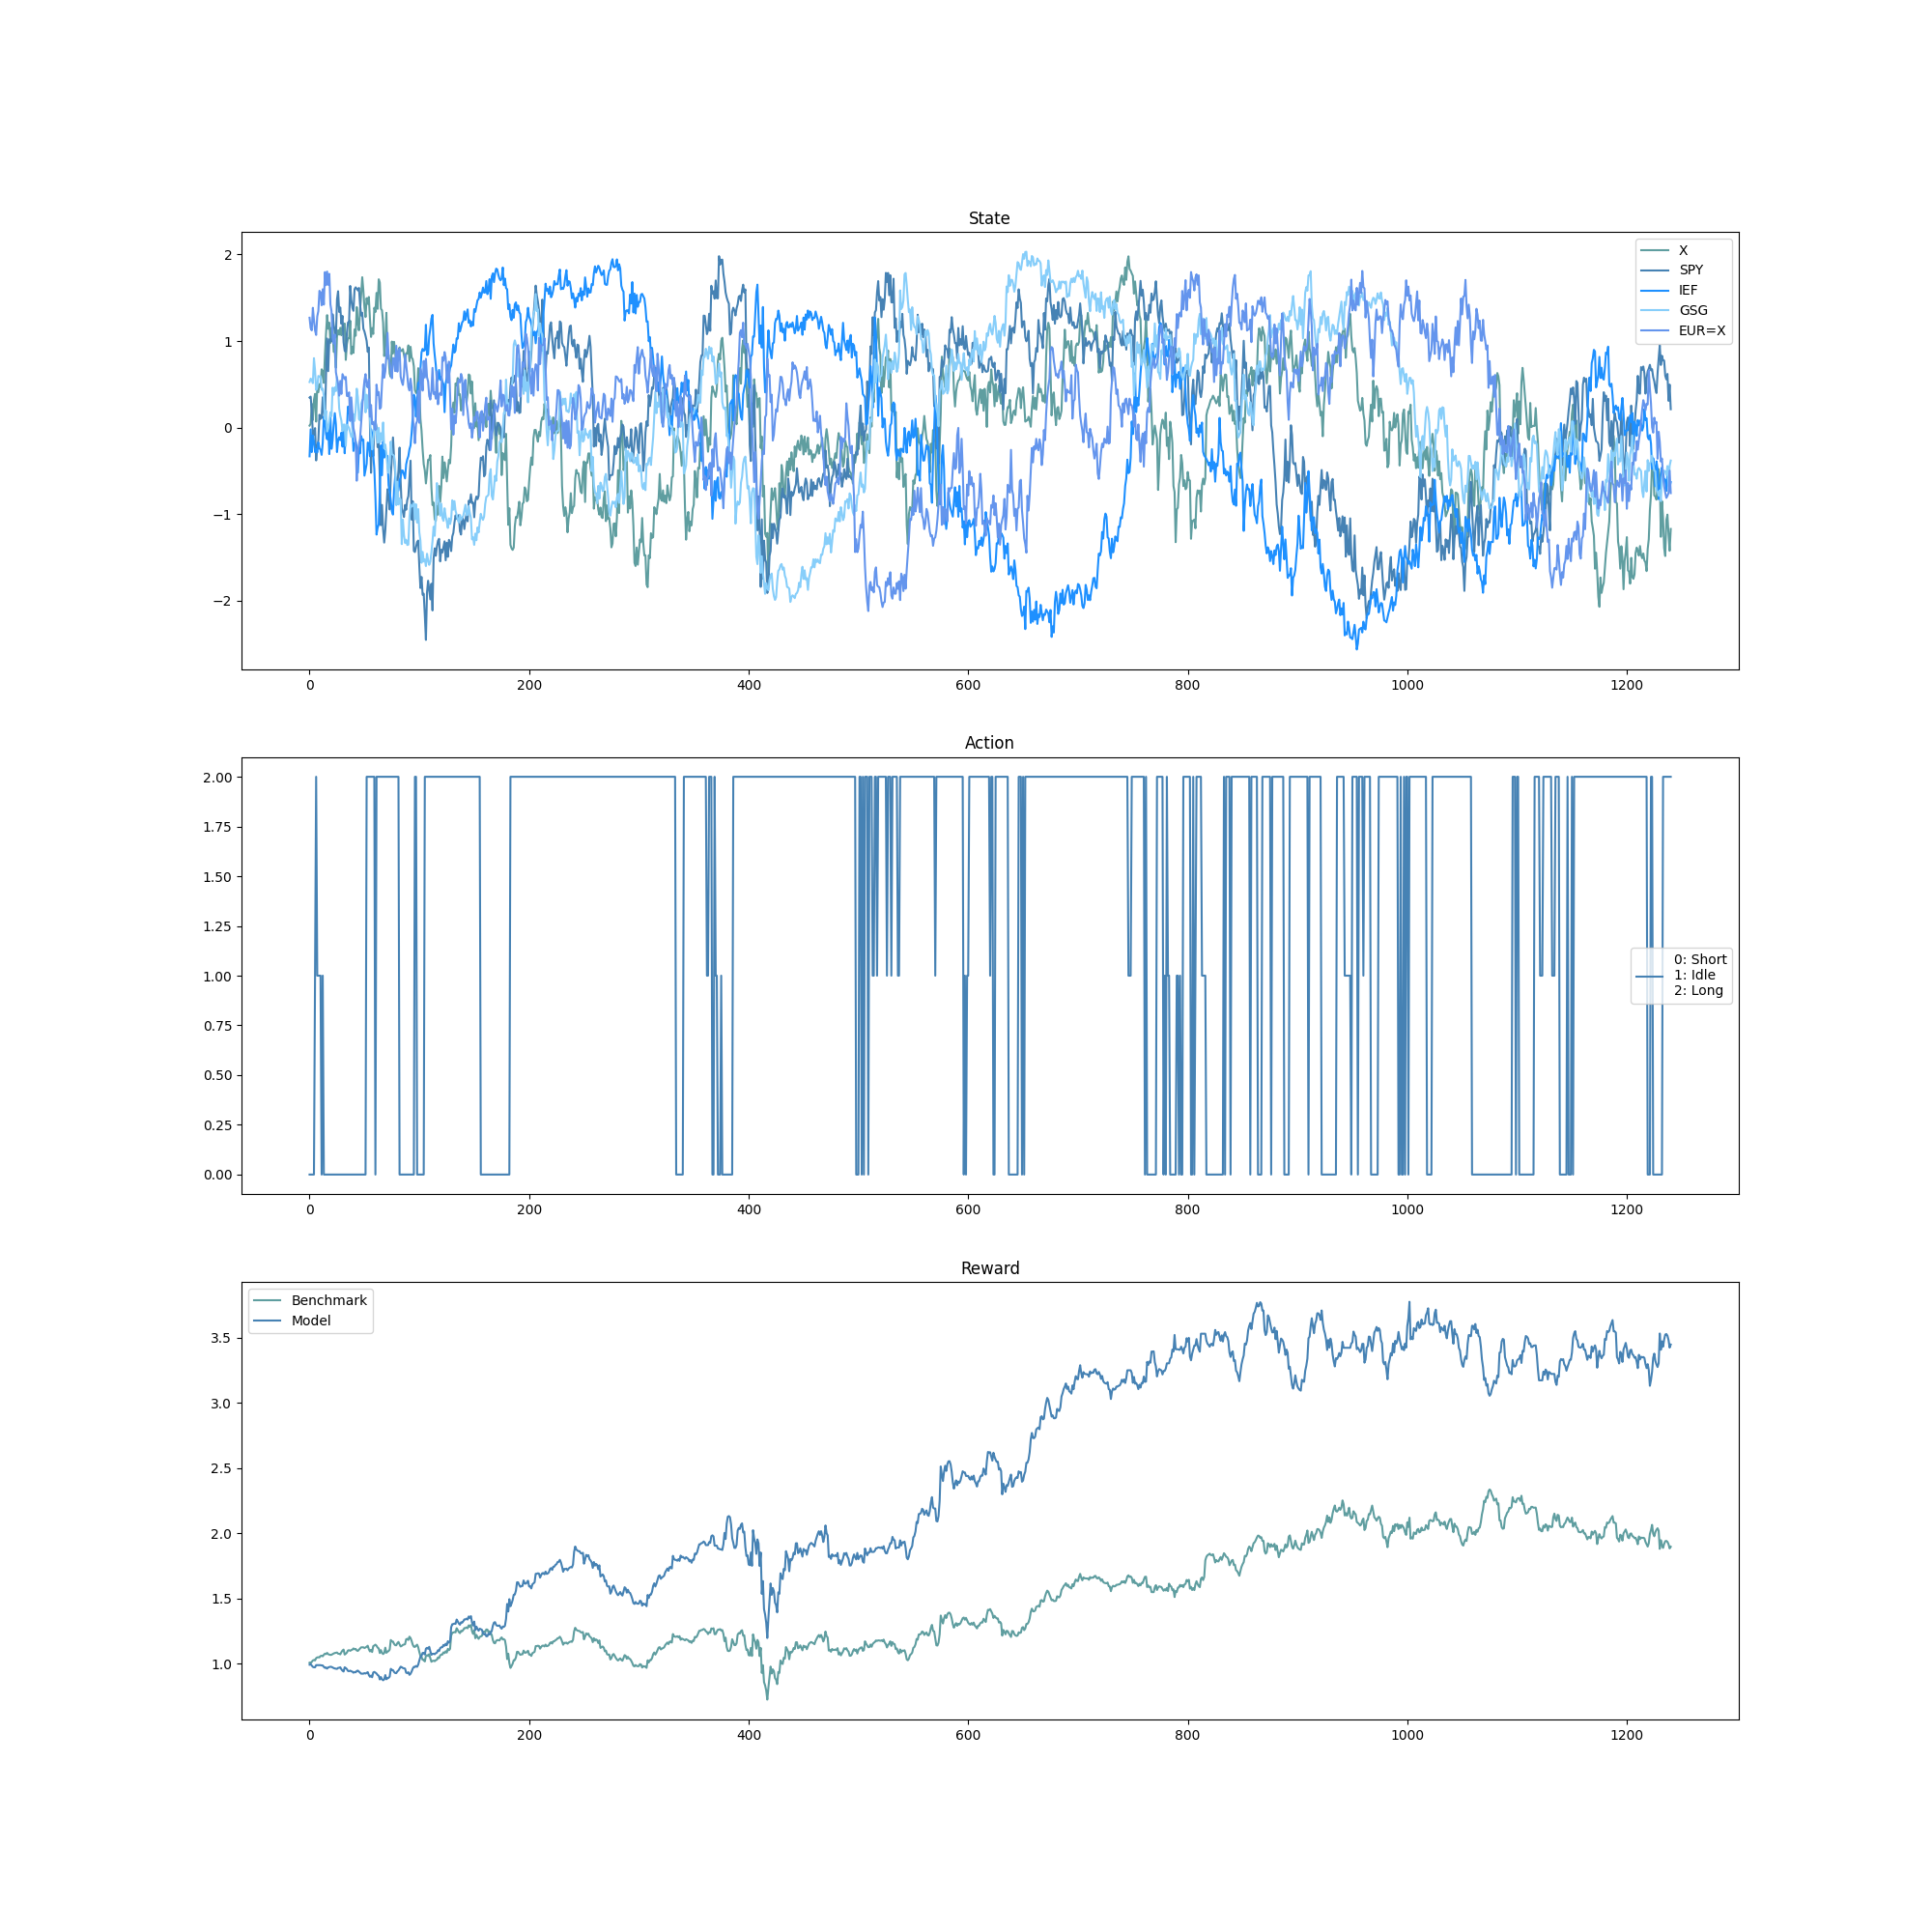 State
2
1
0
−1
−2
X
SPY
IEF
GSG
EUR=X
0 200 400 600 800 1000 1200
Action
2.00
1.75
1.50
1.25
1.00
0.75
0.50
0.25
0.00
0: Short
1: Idle
2: Long
0 200 400 600 800 1000 1200
Reward
Benchmark
Model
3.5
3.0
2.5
2.0
1.5
1.0
0 200 400 600 800 1000 1200